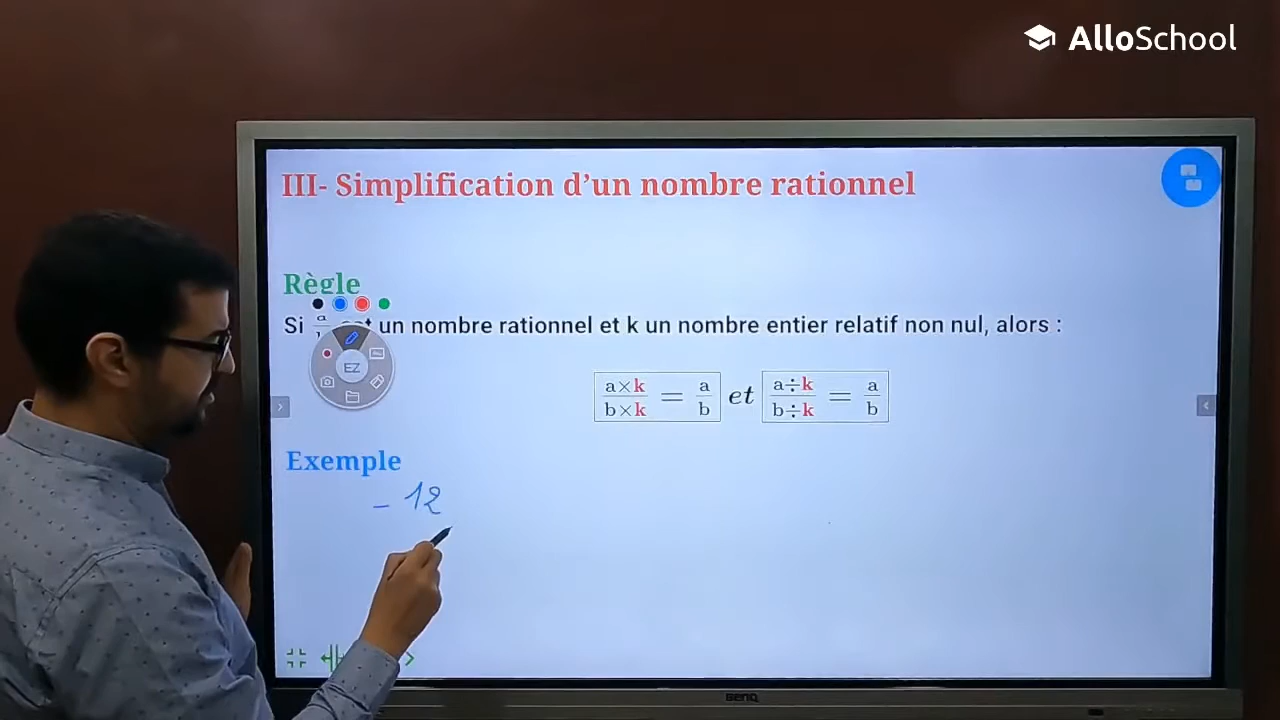 AlloSchool
III- Simplification d'un nombre rationnel
Règle
Si a un nombre rationnel et k un nombre entier relatif non nul, alors :
a×k/b×k = a/b et a÷k/b÷k = a/b
EZ
Exemple
- 12
BENQ